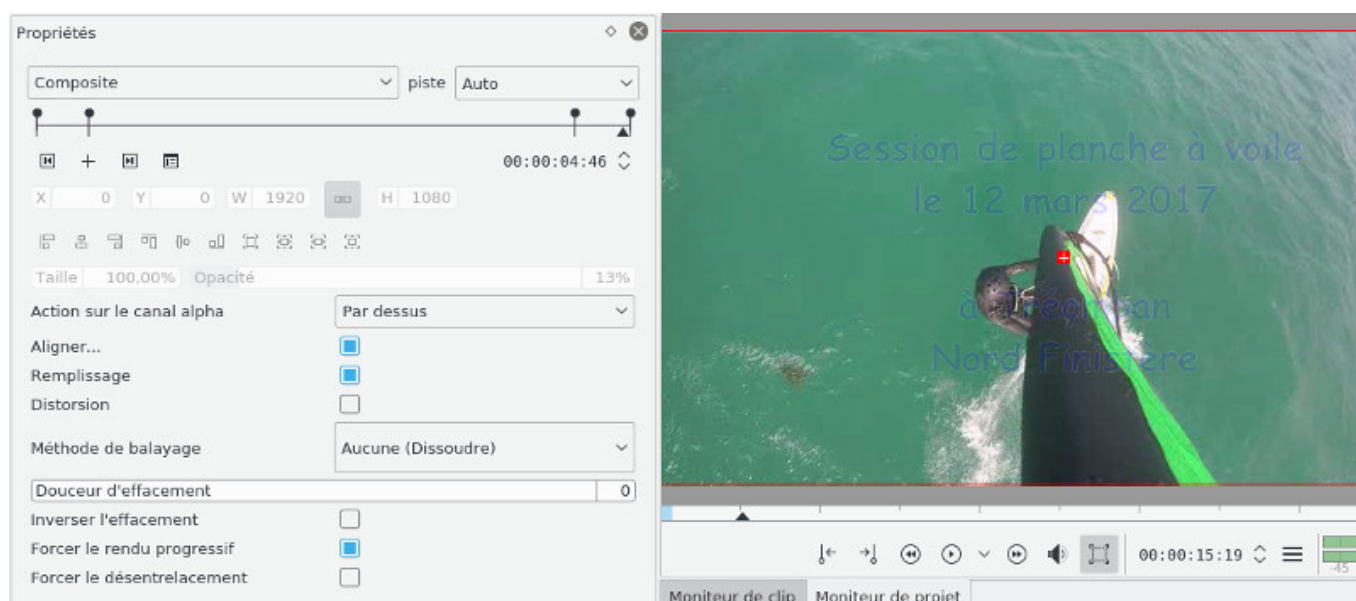 Propriétés
Composite piste Auto
00:00:04:46
X 0 Y 0 W 1920 H 1080
Taille 100,00% Opacité 13%
Action sur le canal alpha Par dessus
Aligner...
Remplissage
Distorsion
Méthode de balayage Aucune (Dissoudre)
Douceur d'effacement 0
Inverser l'effacement
Forcer le rendu progressif
Forcer le désentrelacement
Session de planche à voile
le 12 mars 2017
à
Nord Finistère
00:00:15:19
-45
Moniteur de clip Moniteur de projet